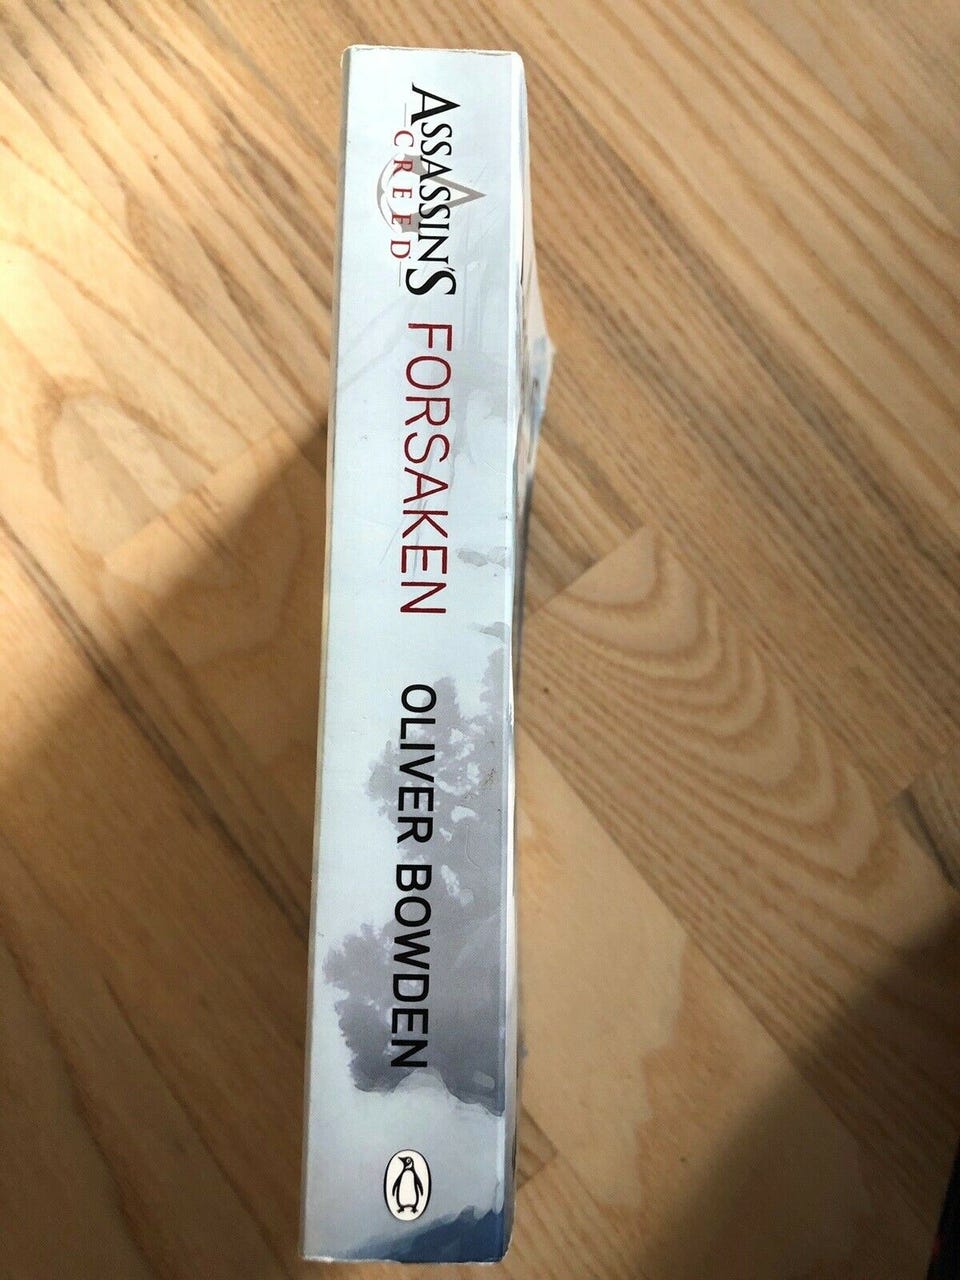 ASSASSIN'S
CREED
FORSAKEN
OLIVER BOWDEN